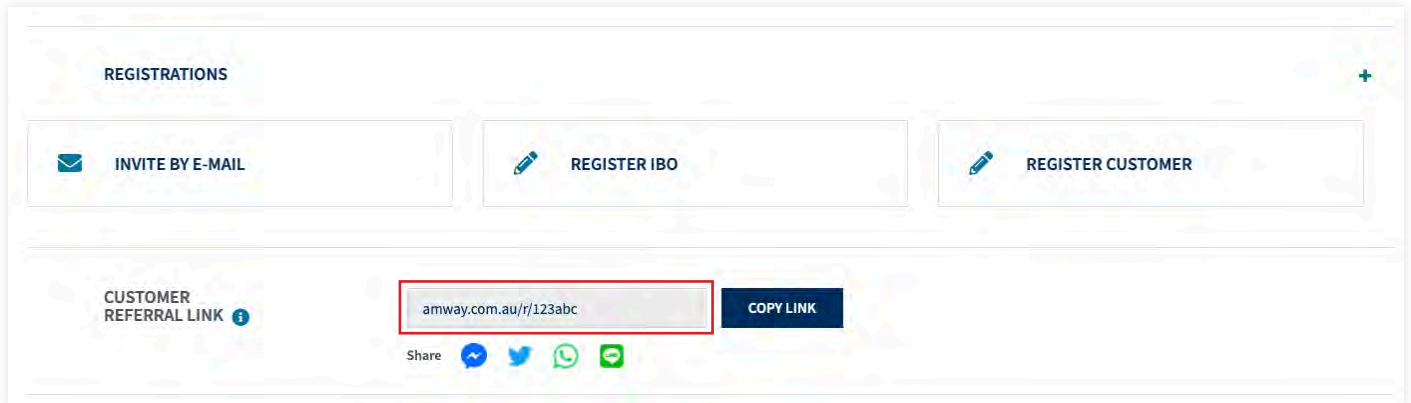 REGISTRATIONS
INVITE BY E-MAIL
REGISTER IBO
REGISTER CUSTOMER
CUSTOMER
REFERRAL LINK
amway.com.au/r/123abc
COPY LINK
Share